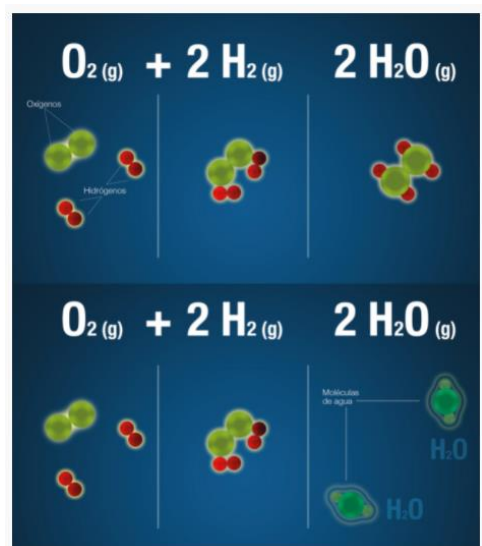 O₂ (g) + 2 H₂ (g) 2 H₂O (g)
Oxígenos
Hidrógenos
O₂ (g) + 2 H₂ (g) 2 H₂O (g)
Moléculas
de agua
H₂O
H₂O